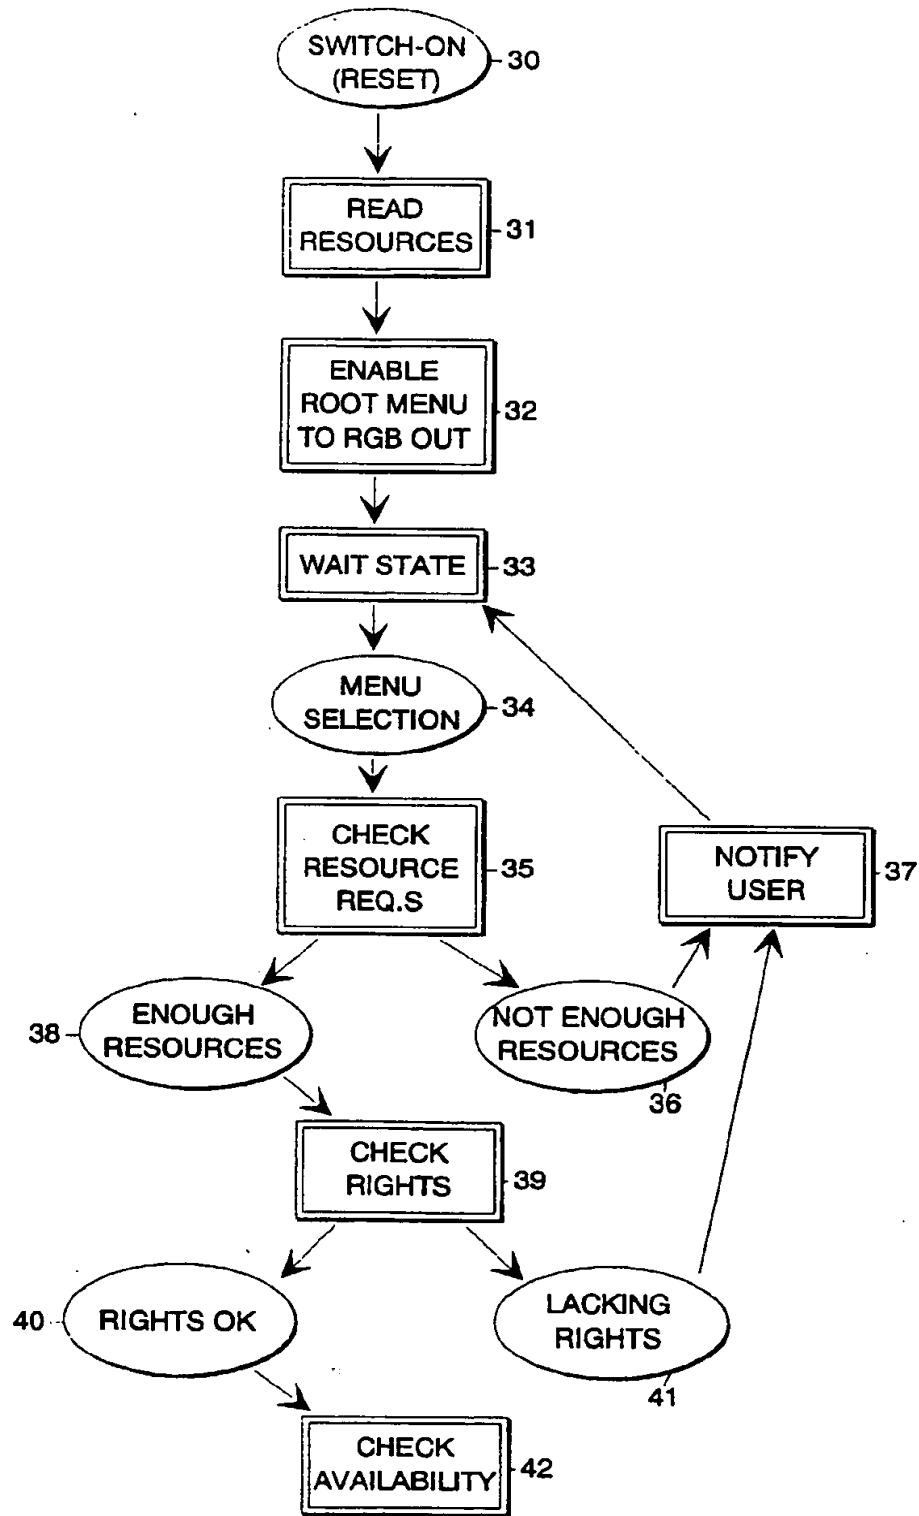 SWITCH-ON
(RESET)
30
READ
RESOURCES
31
ENABLE
ROOT MENU
TO RGB OUT
32
WAIT STATE
33
MENU
SELECTION
34
CHECK
RESOURCE
REQ.S
35
NOTIFY
USER
37
ENOUGH
RESOURCES
38
NOT ENOUGH
RESOURCES
36
CHECK
RIGHTS
39
RIGHTS OK
40
LACKING
RIGHTS
41
CHECK
AVAILABILITY
42